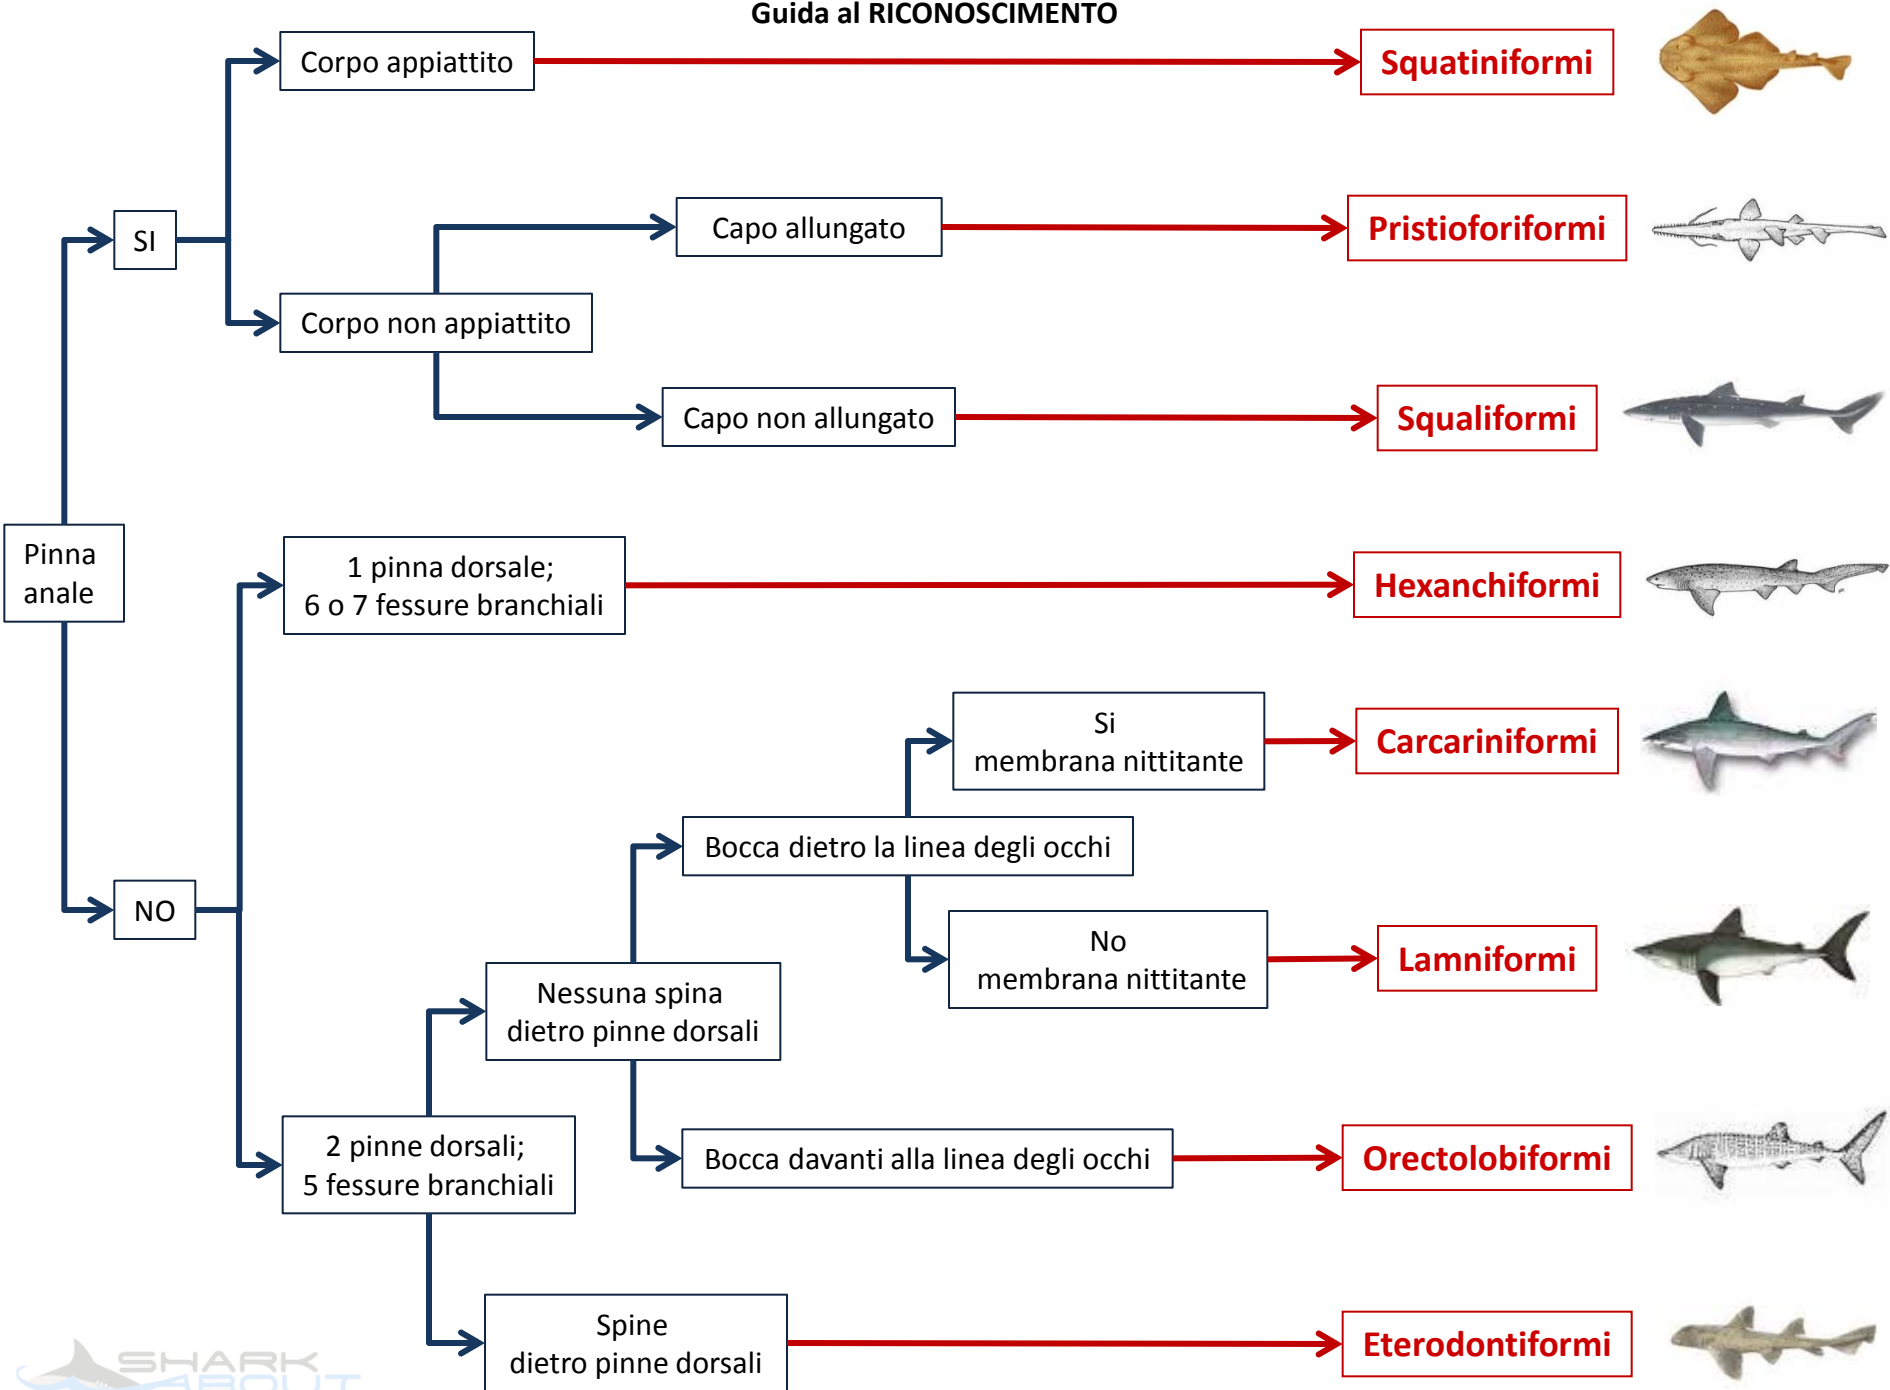 Guida al RICONOSCIMENTO
Corpo appiattito
Squatiniformi
SI
Capo allungato
Pristioforiformi
Corpo non appiattito
Capo non allungato
Squaliformi
Pinna
anale
1 pinna dorsale;
6 o 7 fessure branchiali
Hexanchiformi
Si
membrana nittitante
Carcariniformi
Bocca dietro la linea degli occhi
NO
No
membrana nittitante
Lamniformi
Nessuna spina
dietro pinne dorsali
2 pinne dorsali;
5 fessure branchiali
Bocca davanti alla linea degli occhi
Orectolobiformi
Spine
dietro pinne dorsali
Eterodontiformi
SHARK
ABOUT